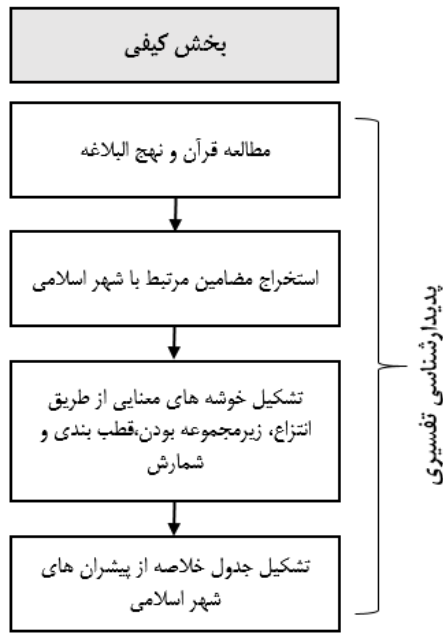 بخش کیفی
مطالعه قرآن و نهج البلاغه
استخراج مضامین مرتبط با شهر اسلامی
تشکیل خوشه های معنایی از طریق
انتزاع، زیرمجموعه بودن،قطب بندی و
شمارش
تشکیل جدول خلاصه از پیشران های
شهر اسلامی
پدیدارشناسی تفسیری